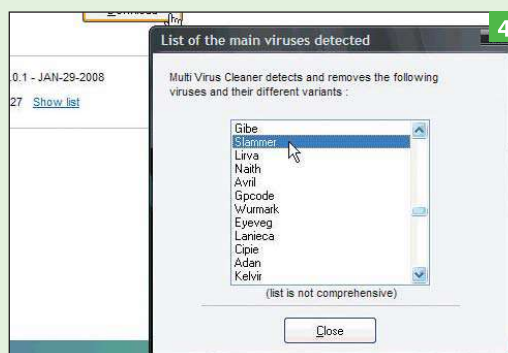 Download
4
List of the main viruses detected
.0.1 - JAN-29-2008
27 Show list
Multi Virus Cleaner detects and removes the following
viruses and their different variants :
Gibe
Slammer
Lirva
Naith
Avril
Gpcode
Wurmark
Eyeveg
Lanieca
Cipie
Adan
Kelvir
(list is not comprehensive)
Close